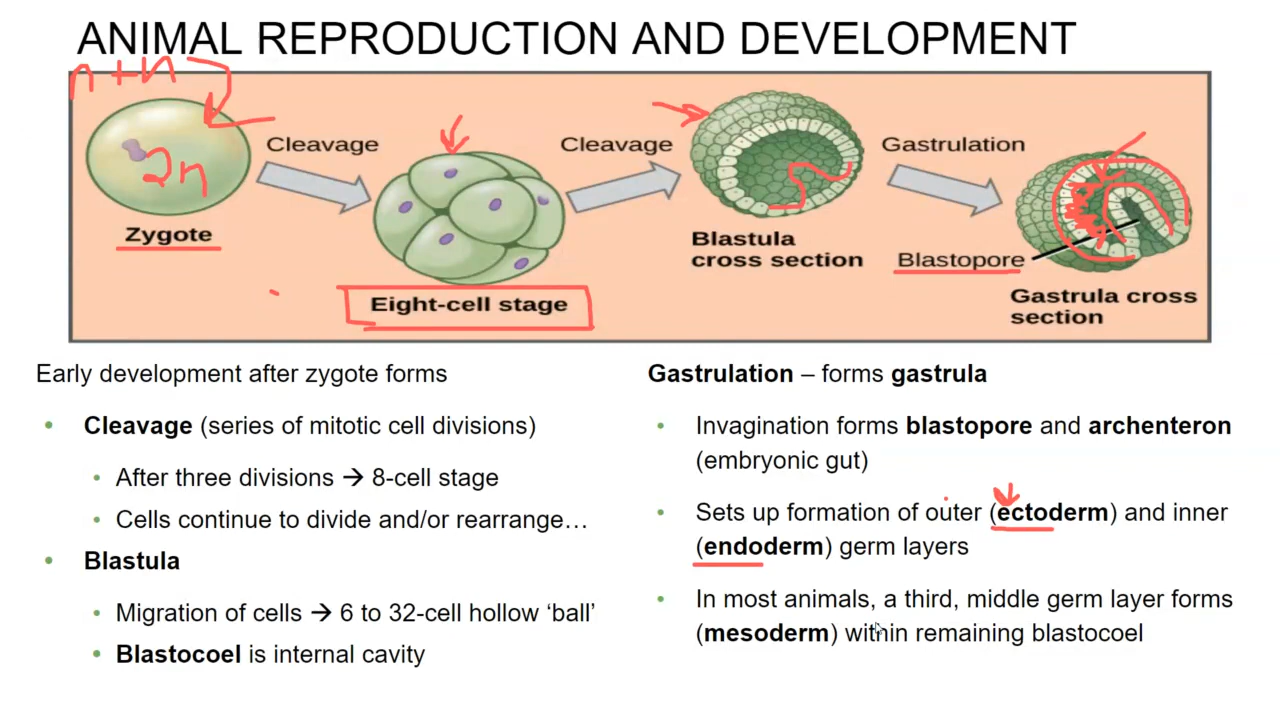 ANIMAL REPRODUCTION AND DEVELOPMENT
n+n
2n
Zygote
Cleavage
Eight-cell stage
Cleavage
Blastula
cross section
Gastrulation
Blastopore
Gastrula cross
section
Early development after zygote forms
• Cleavage (series of mitotic cell divisions)
• After three divisions → 8-cell stage
• Cells continue to divide and/or rearrange…
• Blastula
• Migration of cells → 6 to 32-cell hollow ‘ball’
• Blastocoel is internal cavity
Gastrulation – forms gastrula
• Invagination forms blastopore and archenteron
(embryonic gut)
• Sets up formation of outer (ectoderm) and inner
(endoderm) germ layers
• In most animals, a third, middle germ layer forms
(mesoderm) within remaining blastocoel